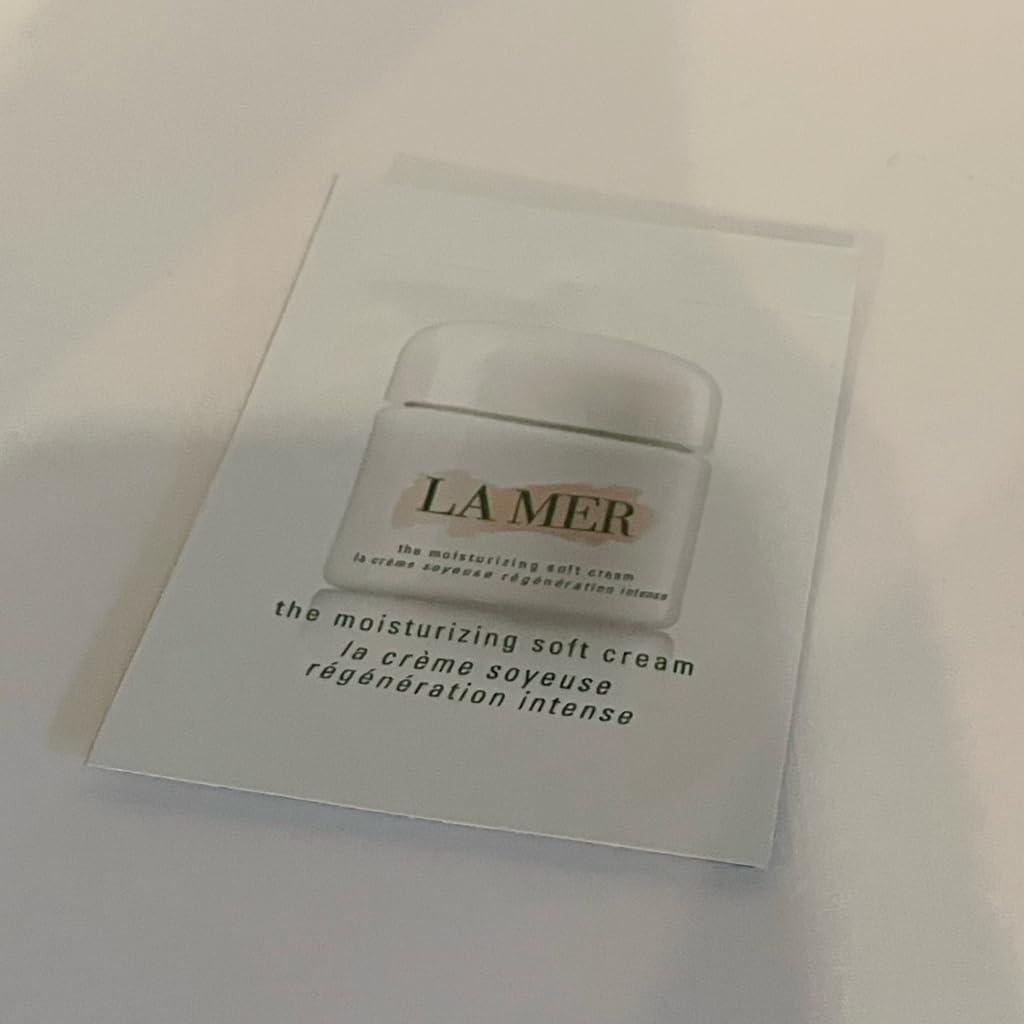 LA MER
the moisturizing soft cream
la crème soyeuse régénération intense
the moisturizing soft cream
la crème soyeuse
régénération intense